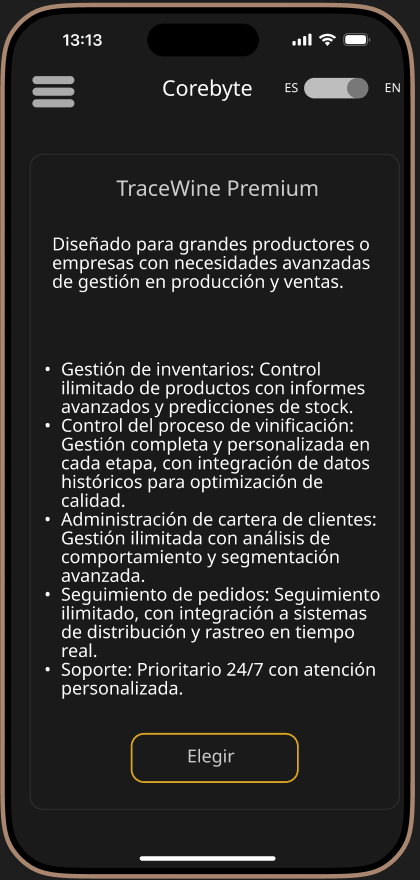 13:13
Corebyte
ES
EN
TraceWine Premium
Diseñado para grandes productores o
empresas con necesidades avanzadas
de gestión en producción y ventas.
• Gestión de inventarios: Control
ilimitado de productos con informes
avanzados y predicciones de stock.
• Control del proceso de vinificación:
Gestión completa y personalizada en
cada etapa, con integración de datos
históricos para optimización de
calidad.
• Administración de cartera de clientes:
Gestión ilimitada con análisis de
comportamiento y segmentación
avanzada.
• Seguimiento de pedidos: Seguimiento
ilimitado, con integración a sistemas
de distribución y rastreo en tiempo
real.
• Soporte: Prioritario 24/7 con atención
personalizada.
Elegir